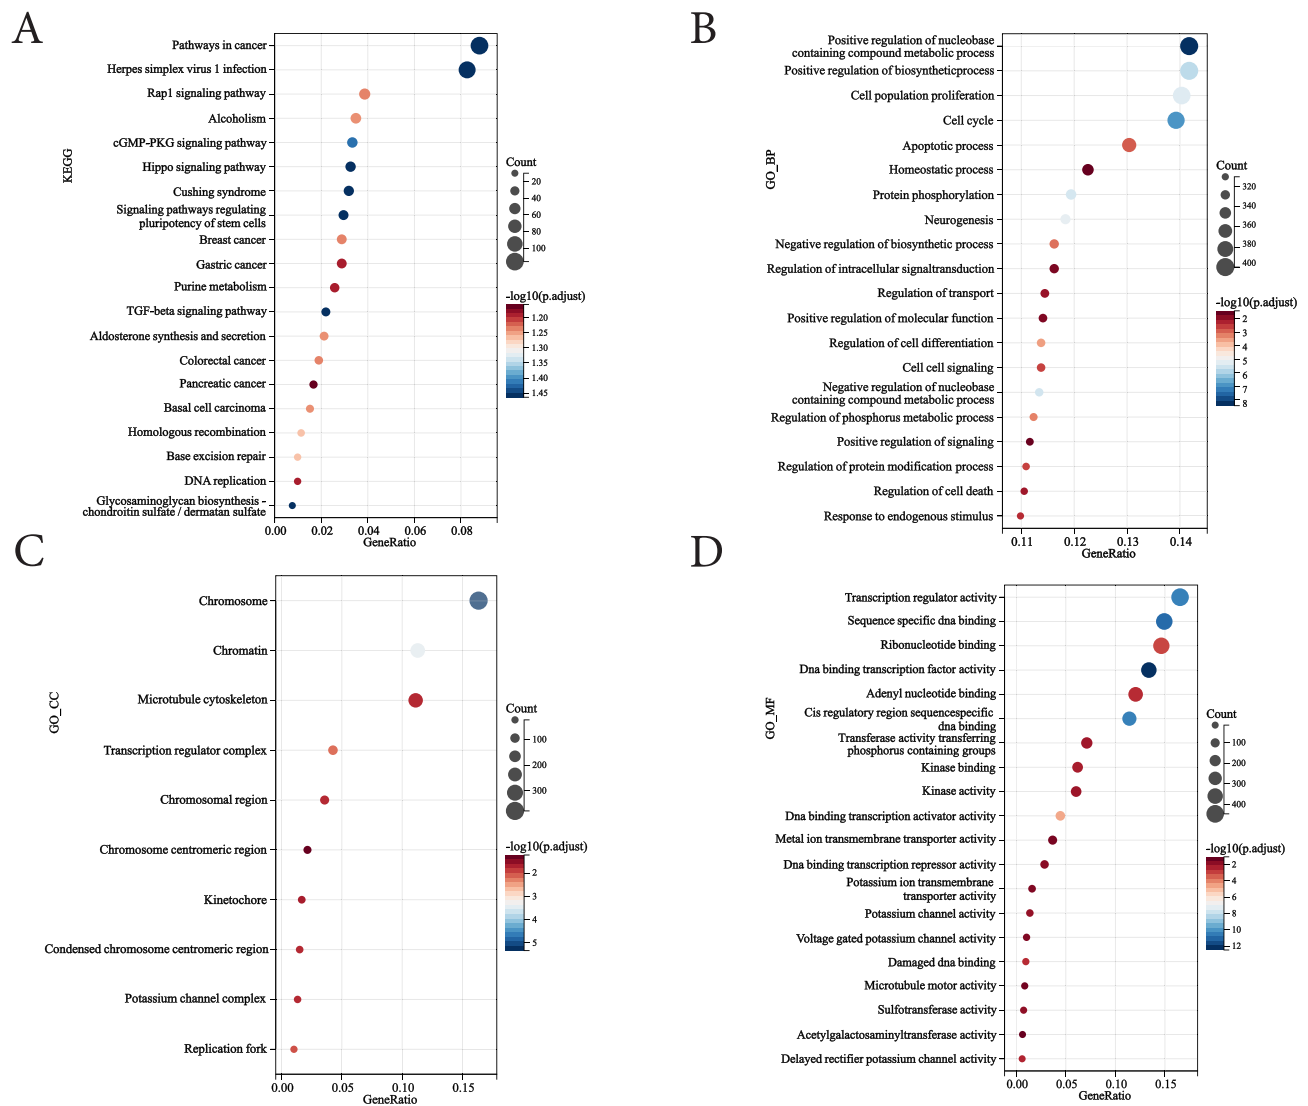 A
KEGG
Pathways in cancer
Herpes simplex virus 1 infection
Rap1 signaling pathway
Alcoholism
cGMP-PKG signaling pathway
Hippo signaling pathway
Cushing syndrome
Signaling pathways regulating
pluripotency of stem cells
Breast cancer
Gastric cancer
Purine metabolism
TGF-beta signaling pathway
Aldosterone synthesis and secretion
Colorectal cancer
Pancreatic cancer
Basal cell carcinoma
Homologous recombination
Base excision repair
DNA replication
Glycosaminoglycan biosynthesis -
chondroitin sulfate / dermatan sulfate
0.00 0.02 0.04 0.06 0.08
GeneRatio
Count
20
40
60
80
100
-log10(p.adjust)
1.20
1.25
1.30
1.35
1.40
1.45
B
GO_BP
Positive regulation of nucleobase
containing compound metabolic process
Positive regulation of biosyntheticprocess
Cell population proliferation
Cell cycle
Apoptotic process
Homeostatic process
Protein phosphorylation
Neurogenesis
Negative regulation of biosynthetic process
Regulation of intracellular signaltransduction
Regulation of transport
Positive regulation of molecular function
Regulation of cell differentiation
Cell cell signaling
Negative regulation of nucleobase
containing compound metabolic process
Regulation of phosphorus metabolic process
Positive regulation of signaling
Regulation of protein modification process
Regulation of cell death
Response to endogenous stimulus
0.11 0.12 0.13 0.14
GeneRatio
Count
320
340
360
380
400
-log10(p.adjust)
2
3
4
5
6
7
8
C
GO_CC
Chromosome
Chromatin
Microtubule cytoskeleton
Transcription regulator complex
Chromosomal region
Chromosome centromeric region
Kinetochore
Condensed chromosome centromeric region
Potassium channel complex
Replication fork
0.00 0.05 0.10 0.15
GeneRatio
Count
100
200
300
-log10(p.adjust)
2
3
4
5
D
GO_MF
Transcription regulator activity
Sequence specific dna binding
Ribonucleotide binding
Dna binding transcription factor activity
Adenyl nucleotide binding
Cis regulatory region sequencespecific
dna binding
Transferase activity transferring
phosphorus containing groups
Kinase binding
Kinase activity
Dna binding transcription activator activity
Metal ion transmembrane transporter activity
Dna binding transcription repressor activity
Potassium ion transmembrane
transporter activity
Potassium channel activity
Voltage gated potassium channel activity
Damaged dna binding
Microtubule motor activity
Sulfotransferase activity
Acetylgalactosaminyltransferase activity
Delayed rectifier potassium channel activity
0.00 0.05 0.10 0.15
GeneRatio
Count
100
200
300
400
-log10(p.adjust)
2
4
6
8
10
12